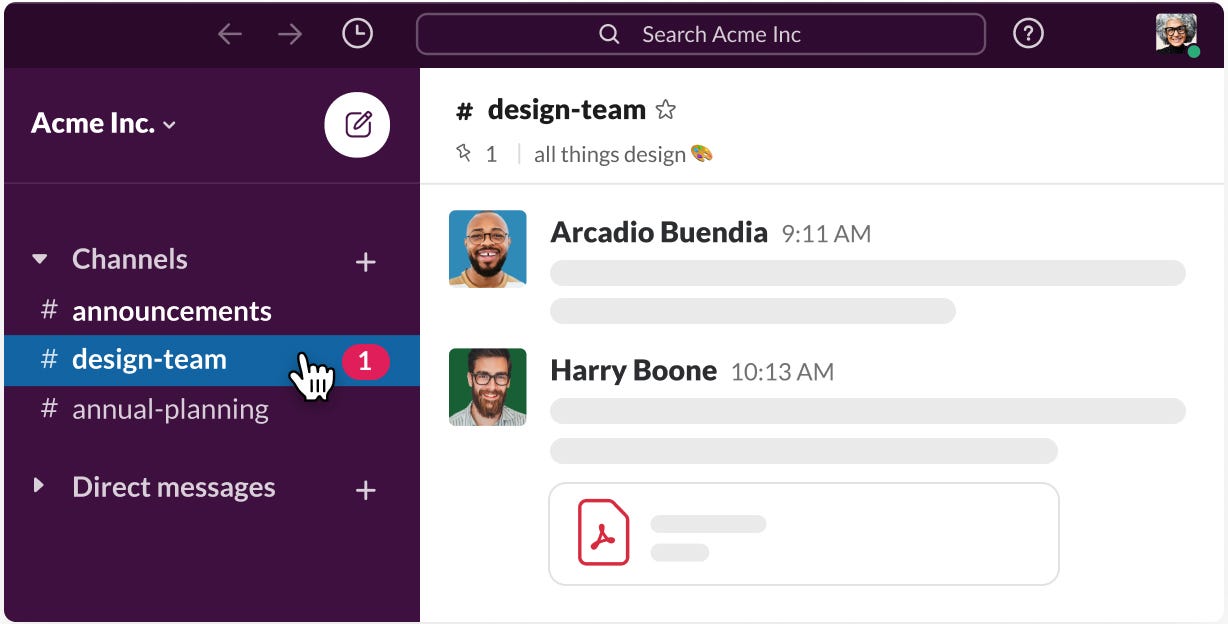 Search Acme Inc
Acme Inc.
Channels
# announcements
# design-team 1
# annual-planning
Direct messages
# design-team
1 | all things design 🎨
Arcadio Buendia 9:11 AM
Harry Boone 10:13 AM